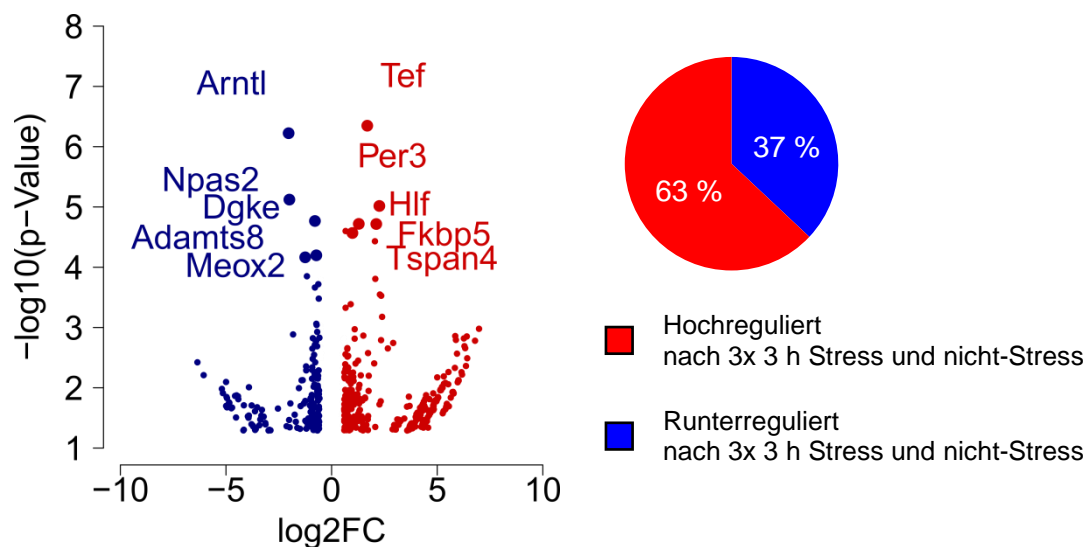 8
7
6
5
4
3
2
1
−log10(p−Value)
−10
−5
0
5
10
log2FC
Arntl
Npas2
Dgke
Adamts8
Meox2
Tef
Per3
Hlf
Fkbp5
Tspan4
37 %
63 %
Hochreguliert
nach 3x 3 h Stress und nicht-Stress
Runterreguliert
nach 3x 3 h Stress und nicht-Stress